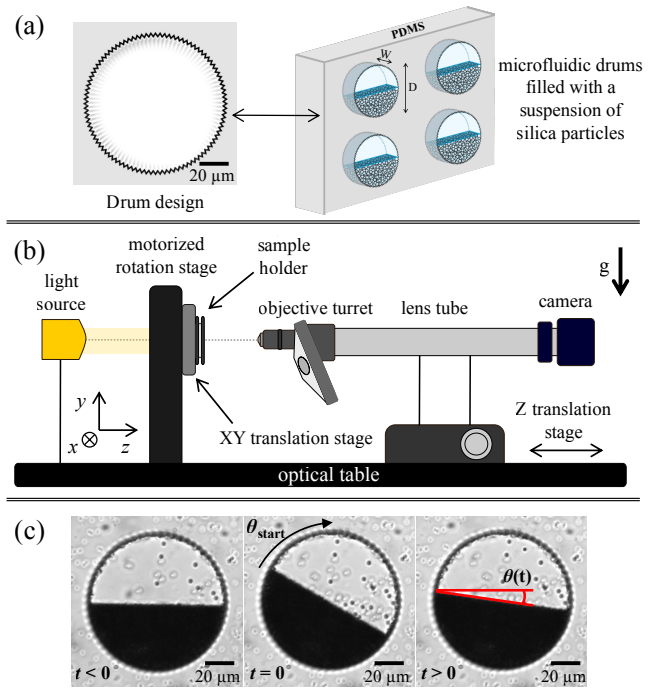 (a)
PDMS
W
D
microfluidic drums
filled with a
suspension of
silica particles
20 µm
Drum design
(b)
motorized
rotation stage
sample
holder
light
source
objective turret
lens tube
camera
g
y
x
z
XY translation stage
Z translation
stage
optical table
(c)
θstart
θ(t)
t < 0
20 µm
t = 0
20 µm
t > 0
20 µm